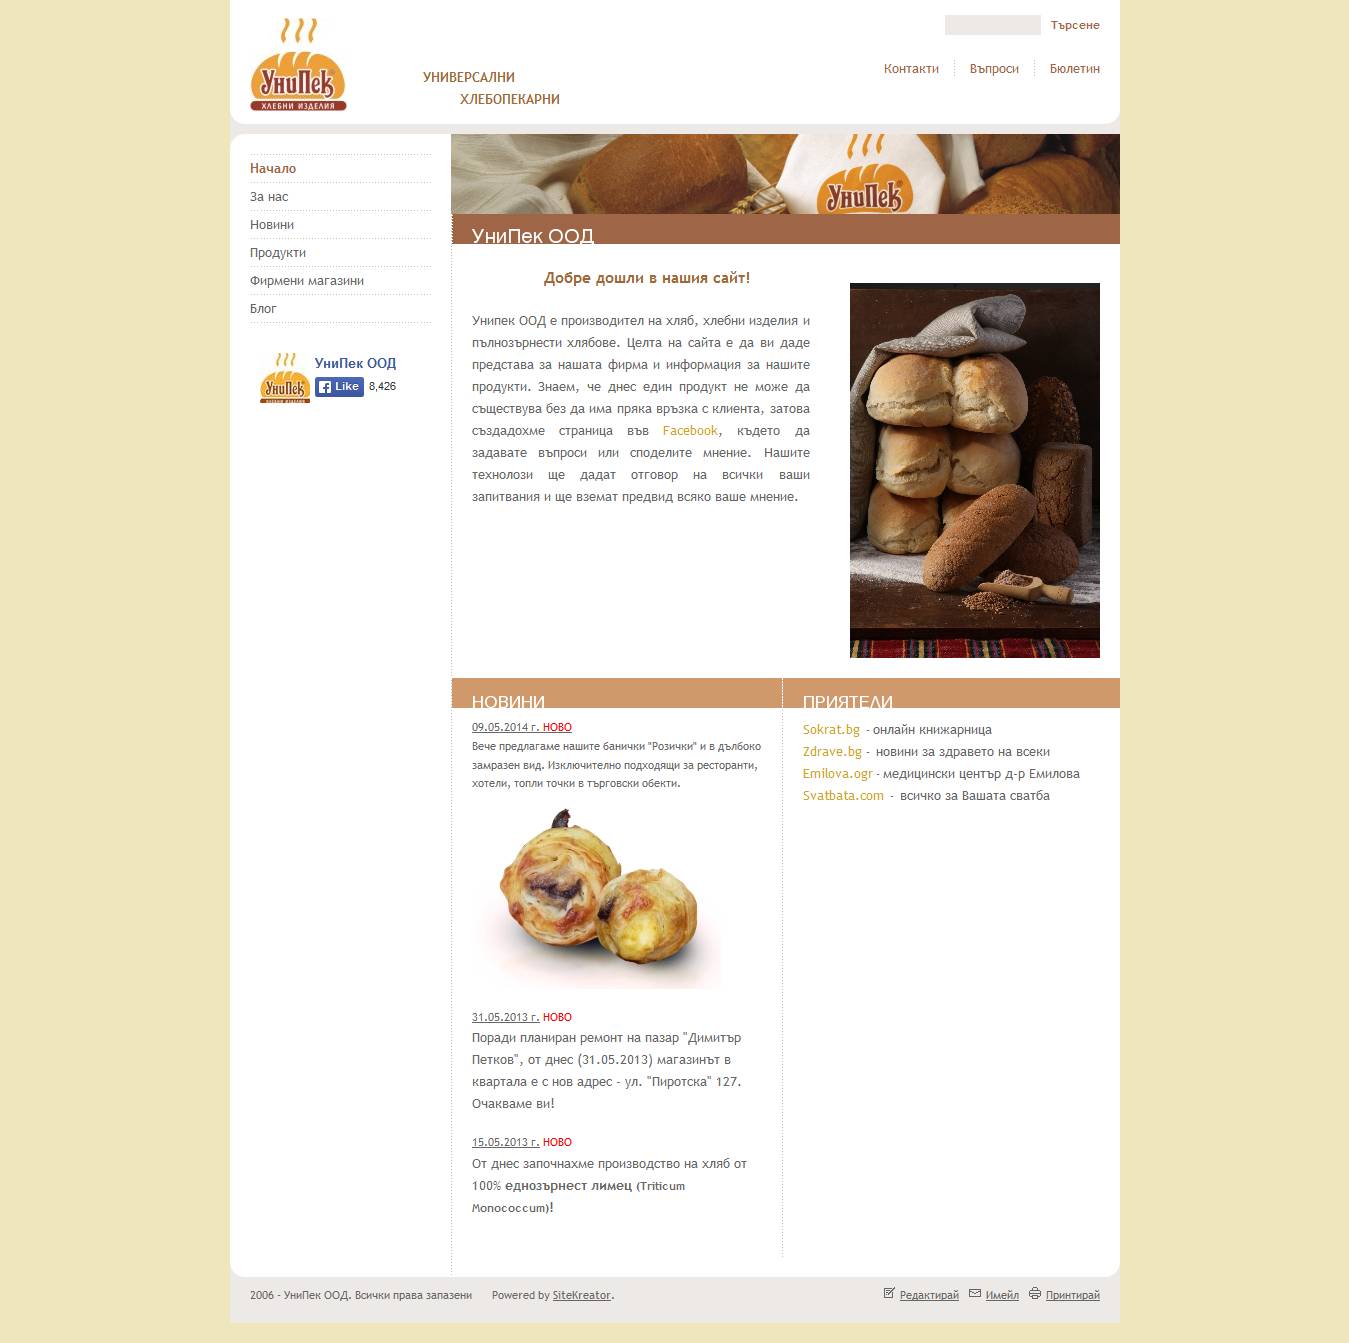 УниПек
ХЛЕБНИ ИЗДЕЛИЯ
УНИВЕРСАЛНИ
ХЛЕБОПЕКАРНИ
Търсене
Контакти
Въпроси
Бюлетин
Начало
За нас
Новини
Продукти
Фирмени магазини
Блог
УниПек
ХЛЕБНИ ИЗДЕЛИЯ
УниПек ООД
Like 8,426
УниПек
УниПек ООД
Добре дошли в нашия сайт!
Унипек ООД е производител на хляб, хлебни изделия и
пълнозърнести хлябове. Целта на сайта е да ви даде
представа за нашата фирма и информация за нашите
продукти. Знаем, че днес един продукт не може да
съществува без да има пряка връзка с клиента, затова
създадохме страница във Facebook, където да
задавате въпроси или споделите мнение. Нашите
технолози ще дадат отговор на всички ваши
запитвания и ще вземат предвид всяко ваше мнение.
НОВИНИ
09.05.2014 г. НОВО
Вече предлагаме нашите банички "Розички" и в дълбоко
замразен вид. Изключително подходящи за ресторанти,
хотели, топли точки в търговски обекти.
31.05.2013 г. НОВО
Поради планиран ремонт на пазар "Димитър
Петков", от днес (31.05.2013) магазинът в
квартала е с нов адрес - ул. "Пиротска" 127.
Очакваме ви!
15.05.2013 г. НОВО
От днес започнахме производство на хляб от
100% еднозърнест лимец (Triticum
Monococcum)!
ПРИЯТЕЛИ
Sokrat.bg - онлайн книжарница
Zdrave.bg - новини за здравето на всеки
Emilova.ogr - медицински център д-р Емилова
Svatbata.com - всичко за Вашата сватба
2006 - УниПек ООД. Всички права запазени
Powered by SiteKreator.
Редактирай
Имейл
Принтирай